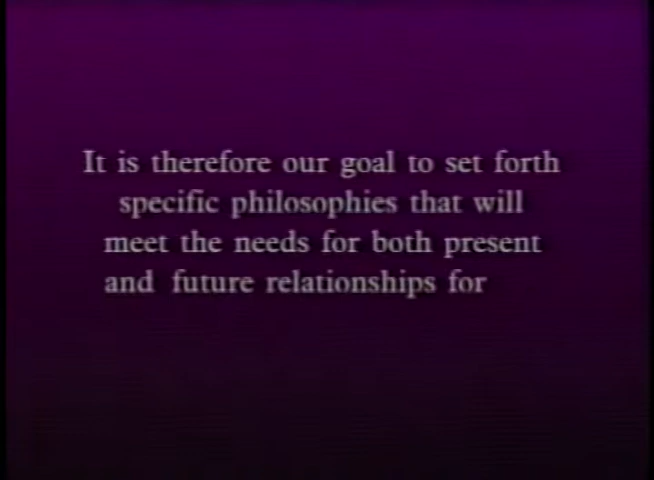 It is therefore our goal to set forth
specific philosophies that will
meet the needs for both present
and future relationships for